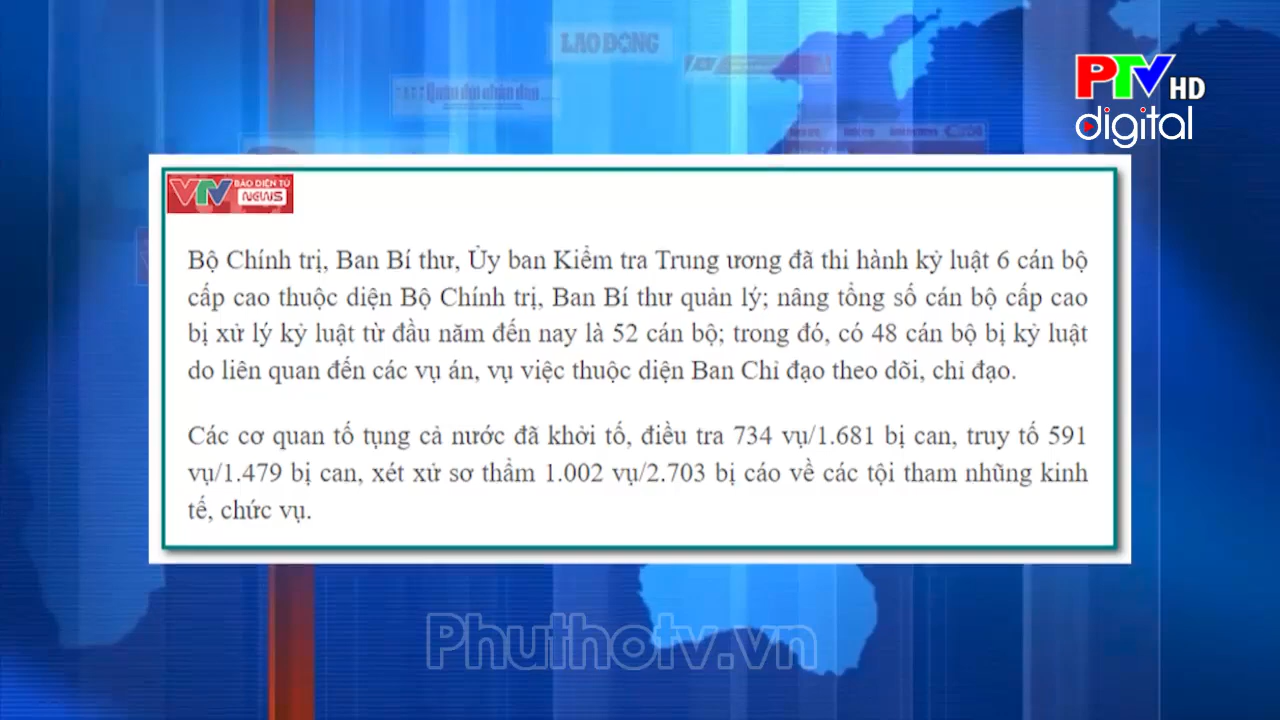 LAO ĐỘNG
Quân đội nhân dân
PTV HD
digital
VTV BÁO ĐIỆN TỬ
NEWS
Bộ Chính trị, Ban Bí thư, Ủy ban Kiểm tra Trung ương đã thi hành kỷ luật 6 cán bộ
cấp cao thuộc diện Bộ Chính trị, Ban Bí thư quản lý; nâng tổng số cán bộ cấp cao
bị xử lý kỷ luật từ đầu năm đến nay là 52 cán bộ; trong đó, có 48 cán bộ bị kỷ luật
do liên quan đến các vụ án, vụ việc thuộc diện Ban Chỉ đạo theo dõi, chỉ đạo.
Các cơ quan tố tụng cả nước đã khởi tố, điều tra 734 vụ/1.681 bị can, truy tố 591
vụ/1.479 bị can, xét xử sơ thẩm 1.002 vụ/2.703 bị cáo về các tội tham nhũng kinh
tế, chức vụ.
Phuthotv.vn